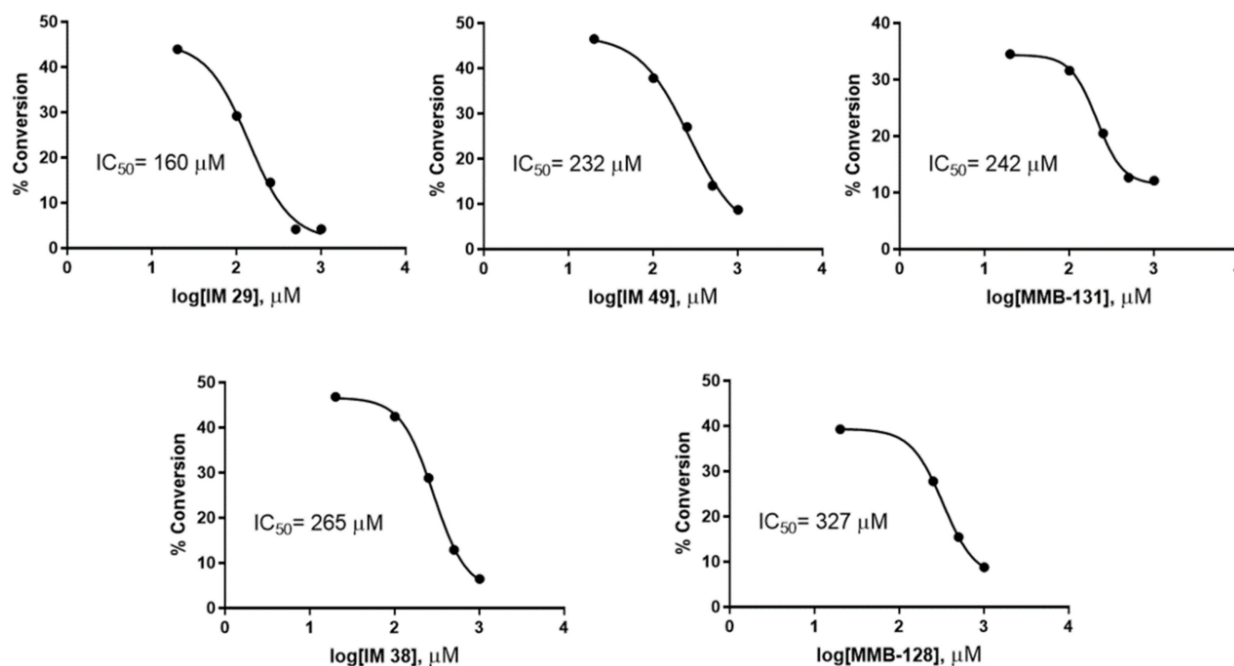 50
40
30
20
10
0
% Conversion
IC50= 160 μM
0 1 2 3 4
log[IM 29], μM
50
40
30
20
10
0
% Conversion
IC50= 232 μM
0 1 2 3 4
log[IM 49], μM
40
30
20
10
0
% Conversion
IC50= 242 μM
0 1 2 3 4
log[MMB-131], μM
50
40
30
20
10
0
% Conversion
IC50= 265 μM
0 1 2 3 4
log[IM 38], μM
50
40
30
20
10
0
% Conversion
IC50= 327 μM
0 1 2 3 4
log[MMB-128], μM